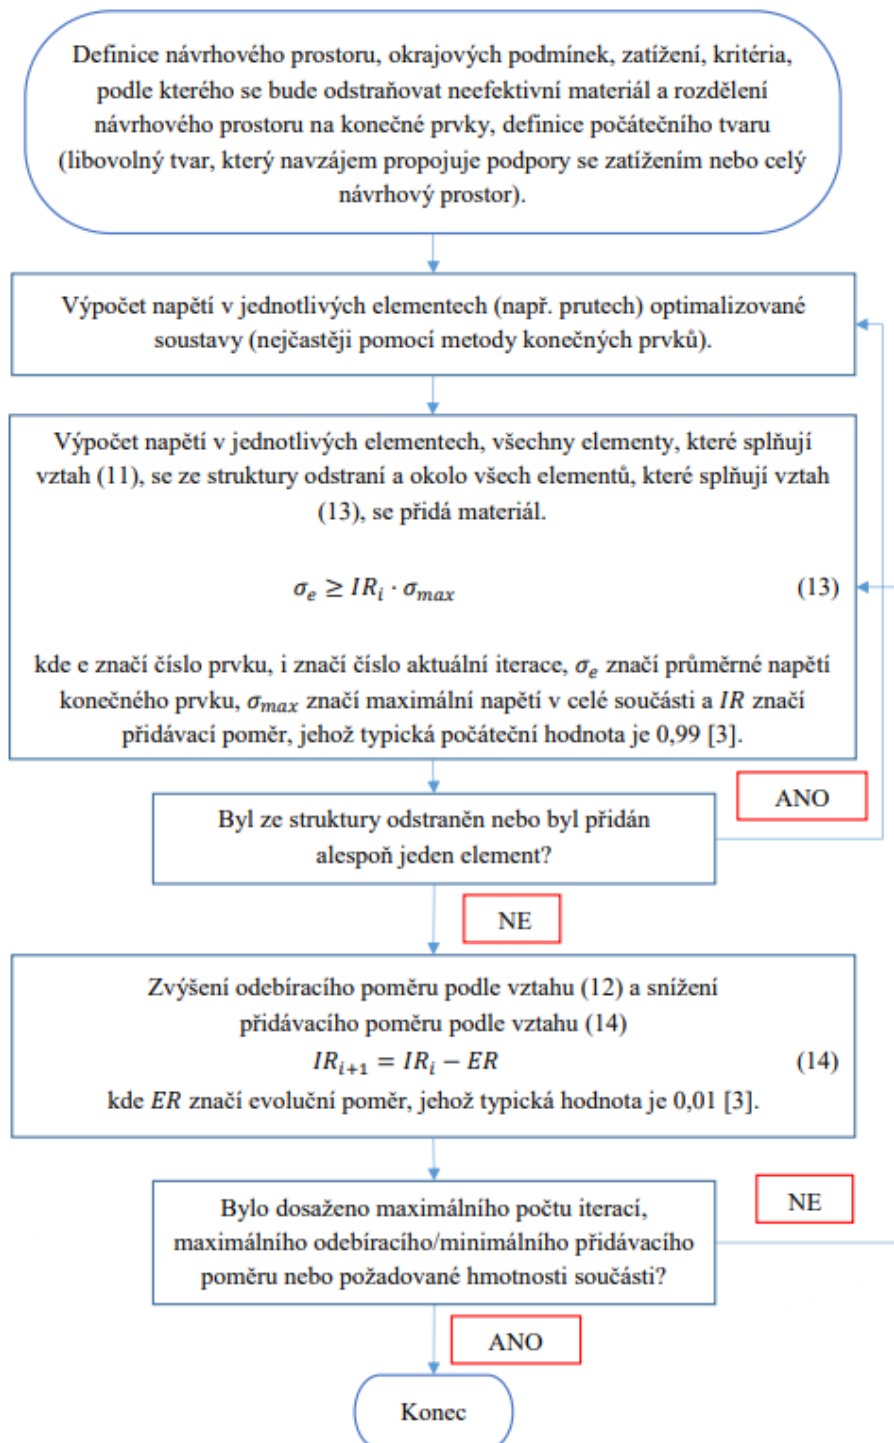 Definice návrhového prostoru, okrajových podmínek, zatížení, kritéria,
podle kterého se bude odstraňovat neefektivní materiál a rozdělení
návrhového prostoru na konečné prvky, definice počátečního tvaru
(libovolný tvar, který navzájem propojuje podpory se zatížením nebo celý
návrhový prostor).
Výpočet napětí v jednotlivých elementech (např. prutech) optimalizované
soustavy (nejčastěji pomocí metody konečných prvků).
Výpočet napětí v jednotlivých elementech, všechny elementy, které splňují
vztah (11), se ze struktury odstraní a okolo všech elementů, které splňují vztah
(13), se přidá materiál.
σ_e ≥ IR_i · σ_max (13)
kde e značí číslo prvku, i značí číslo aktuální iterace, σ_e značí průměrné napětí
konečného prvku, σ_max značí maximální napětí v celé součásti a IR značí
přidávací poměr, jehož typická počáteční hodnota je 0,99 [3].
ANO
Byl ze struktury odstraněn nebo byl přidán
alespoň jeden element?
NE
Zvýšení odebíracího poměru podle vztahu (12) a snížení
přidávacího poměru podle vztahu (14)
IR_{i+1} = IR_i − ER (14)
kde ER značí evoluční poměr, jehož typická hodnota je 0,01 [3].
NE
Bylo dosaženo maximálního počtu iterací,
maximálního odebíracího/minimálního přidávacího
poměru nebo požadované hmotnosti součásti?
ANO
Konec